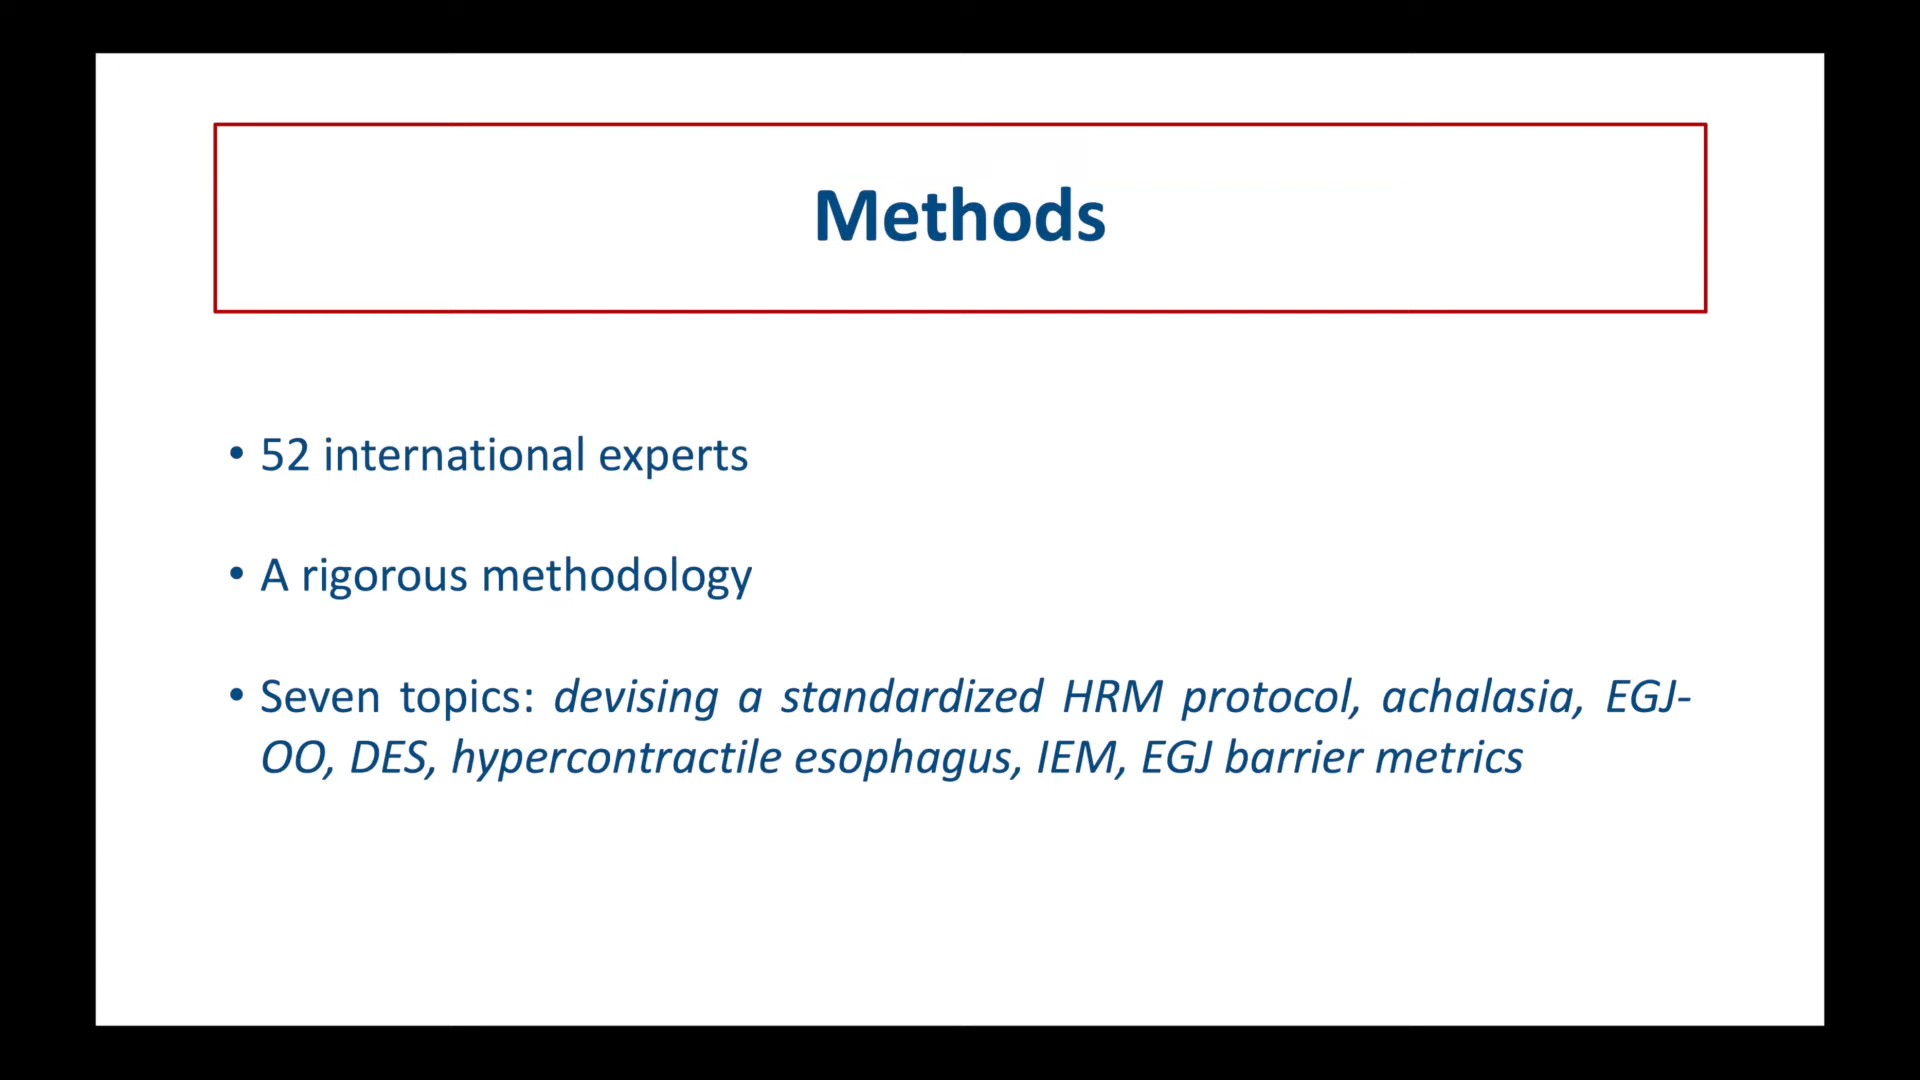 Methods
• 52 international experts
• A rigorous methodology
• Seven topics: devising a standardized HRM protocol, achalasia, EGJ-
OO, DES, hypercontractile esophagus, IEM, EGJ barrier metrics